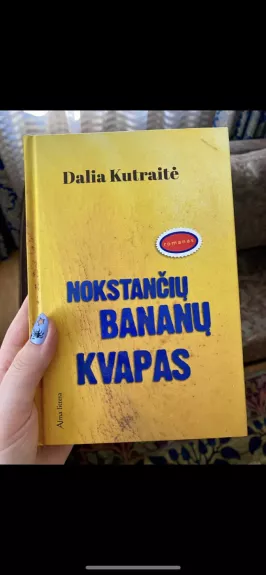 Dalia Kutraitė
romanas
NOKSTANČIŲ
BANANŲ
KVAPAS
Alma littera